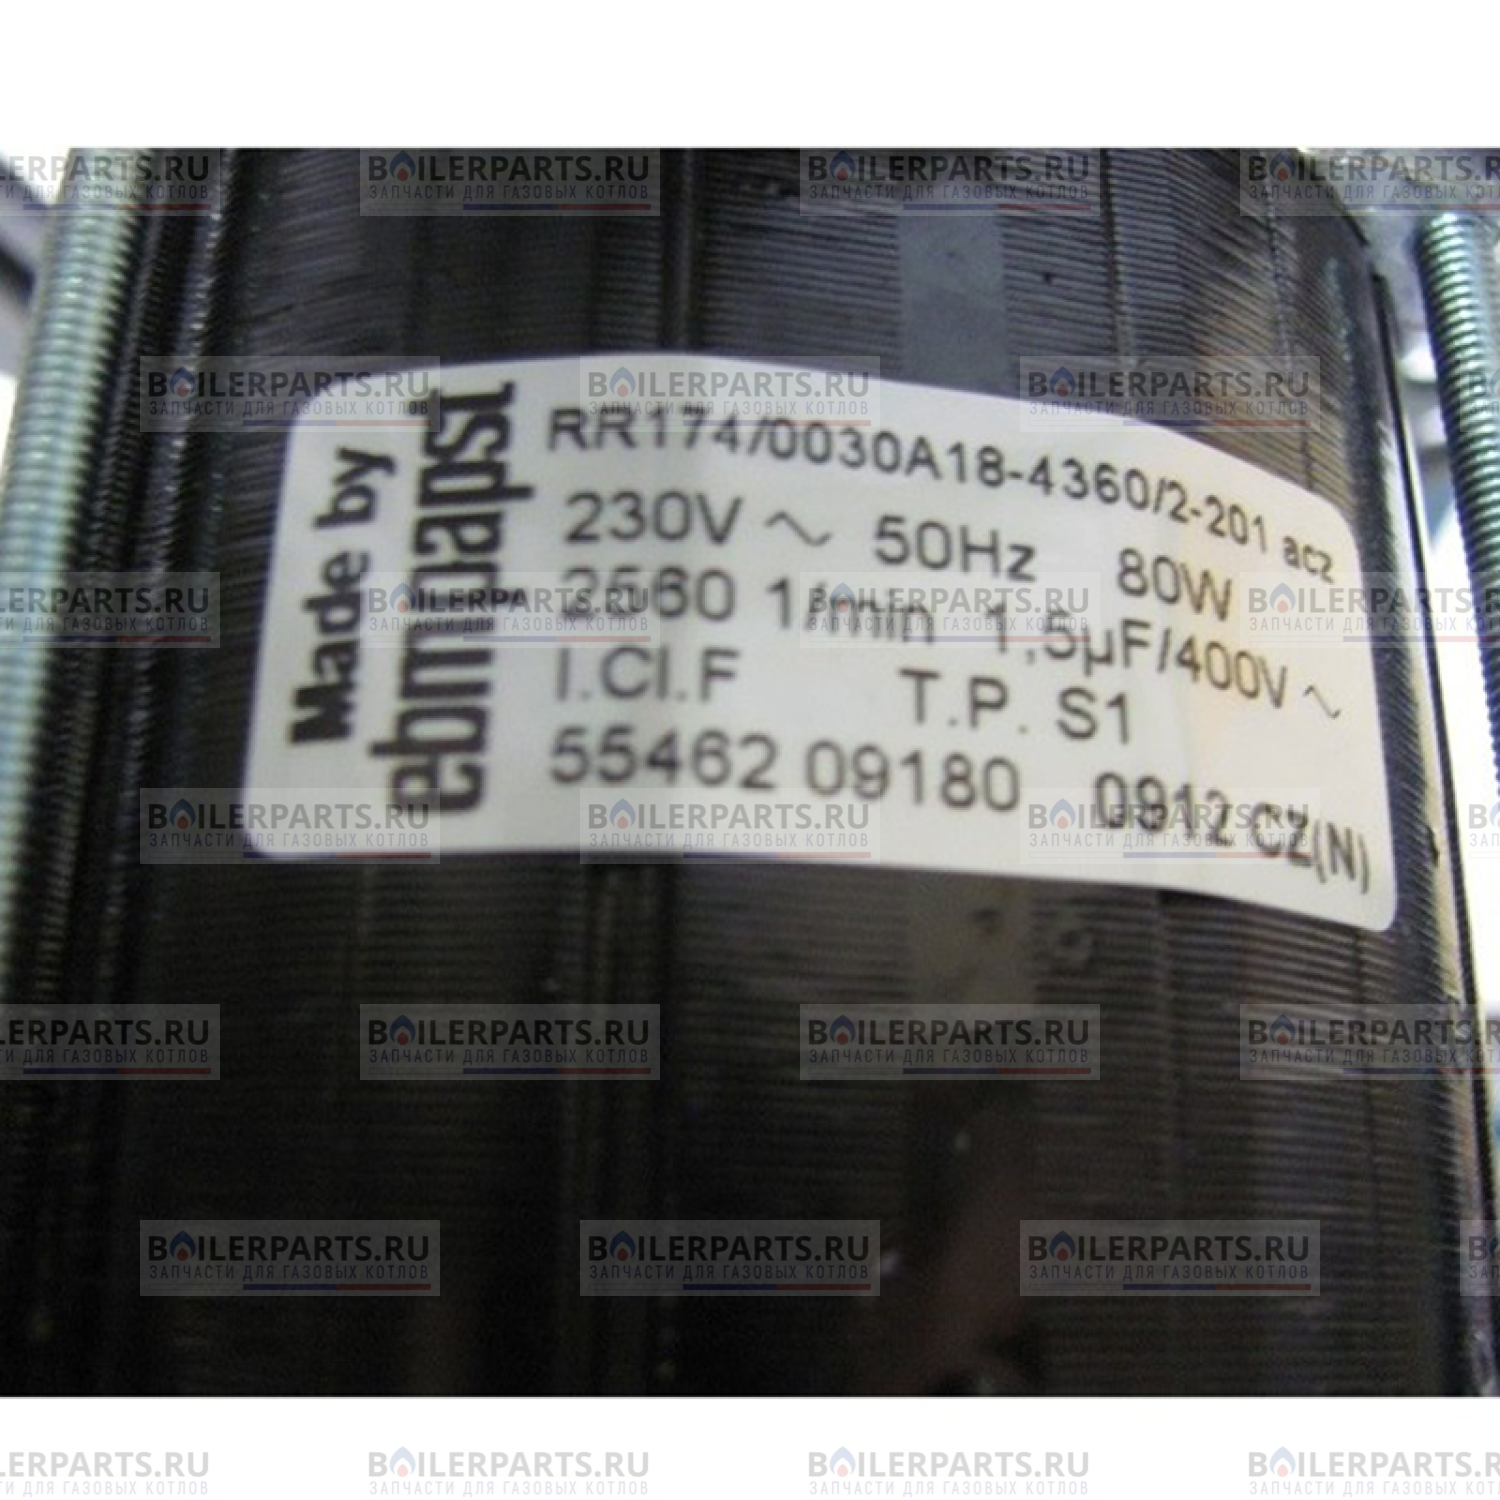 Made by
ebmpapst
RR174/0030A18-4360/2-201 acz
230V ~ 50Hz 80W
2560 1/min 1,5µF/400V ~
I.Cl.F T.P. S1
55462 09180 0912 CZ(N)
BOILERPARTS.RU
ЗАПЧАСТИ ДЛЯ ГАЗОВЫХ КОТЛОВ